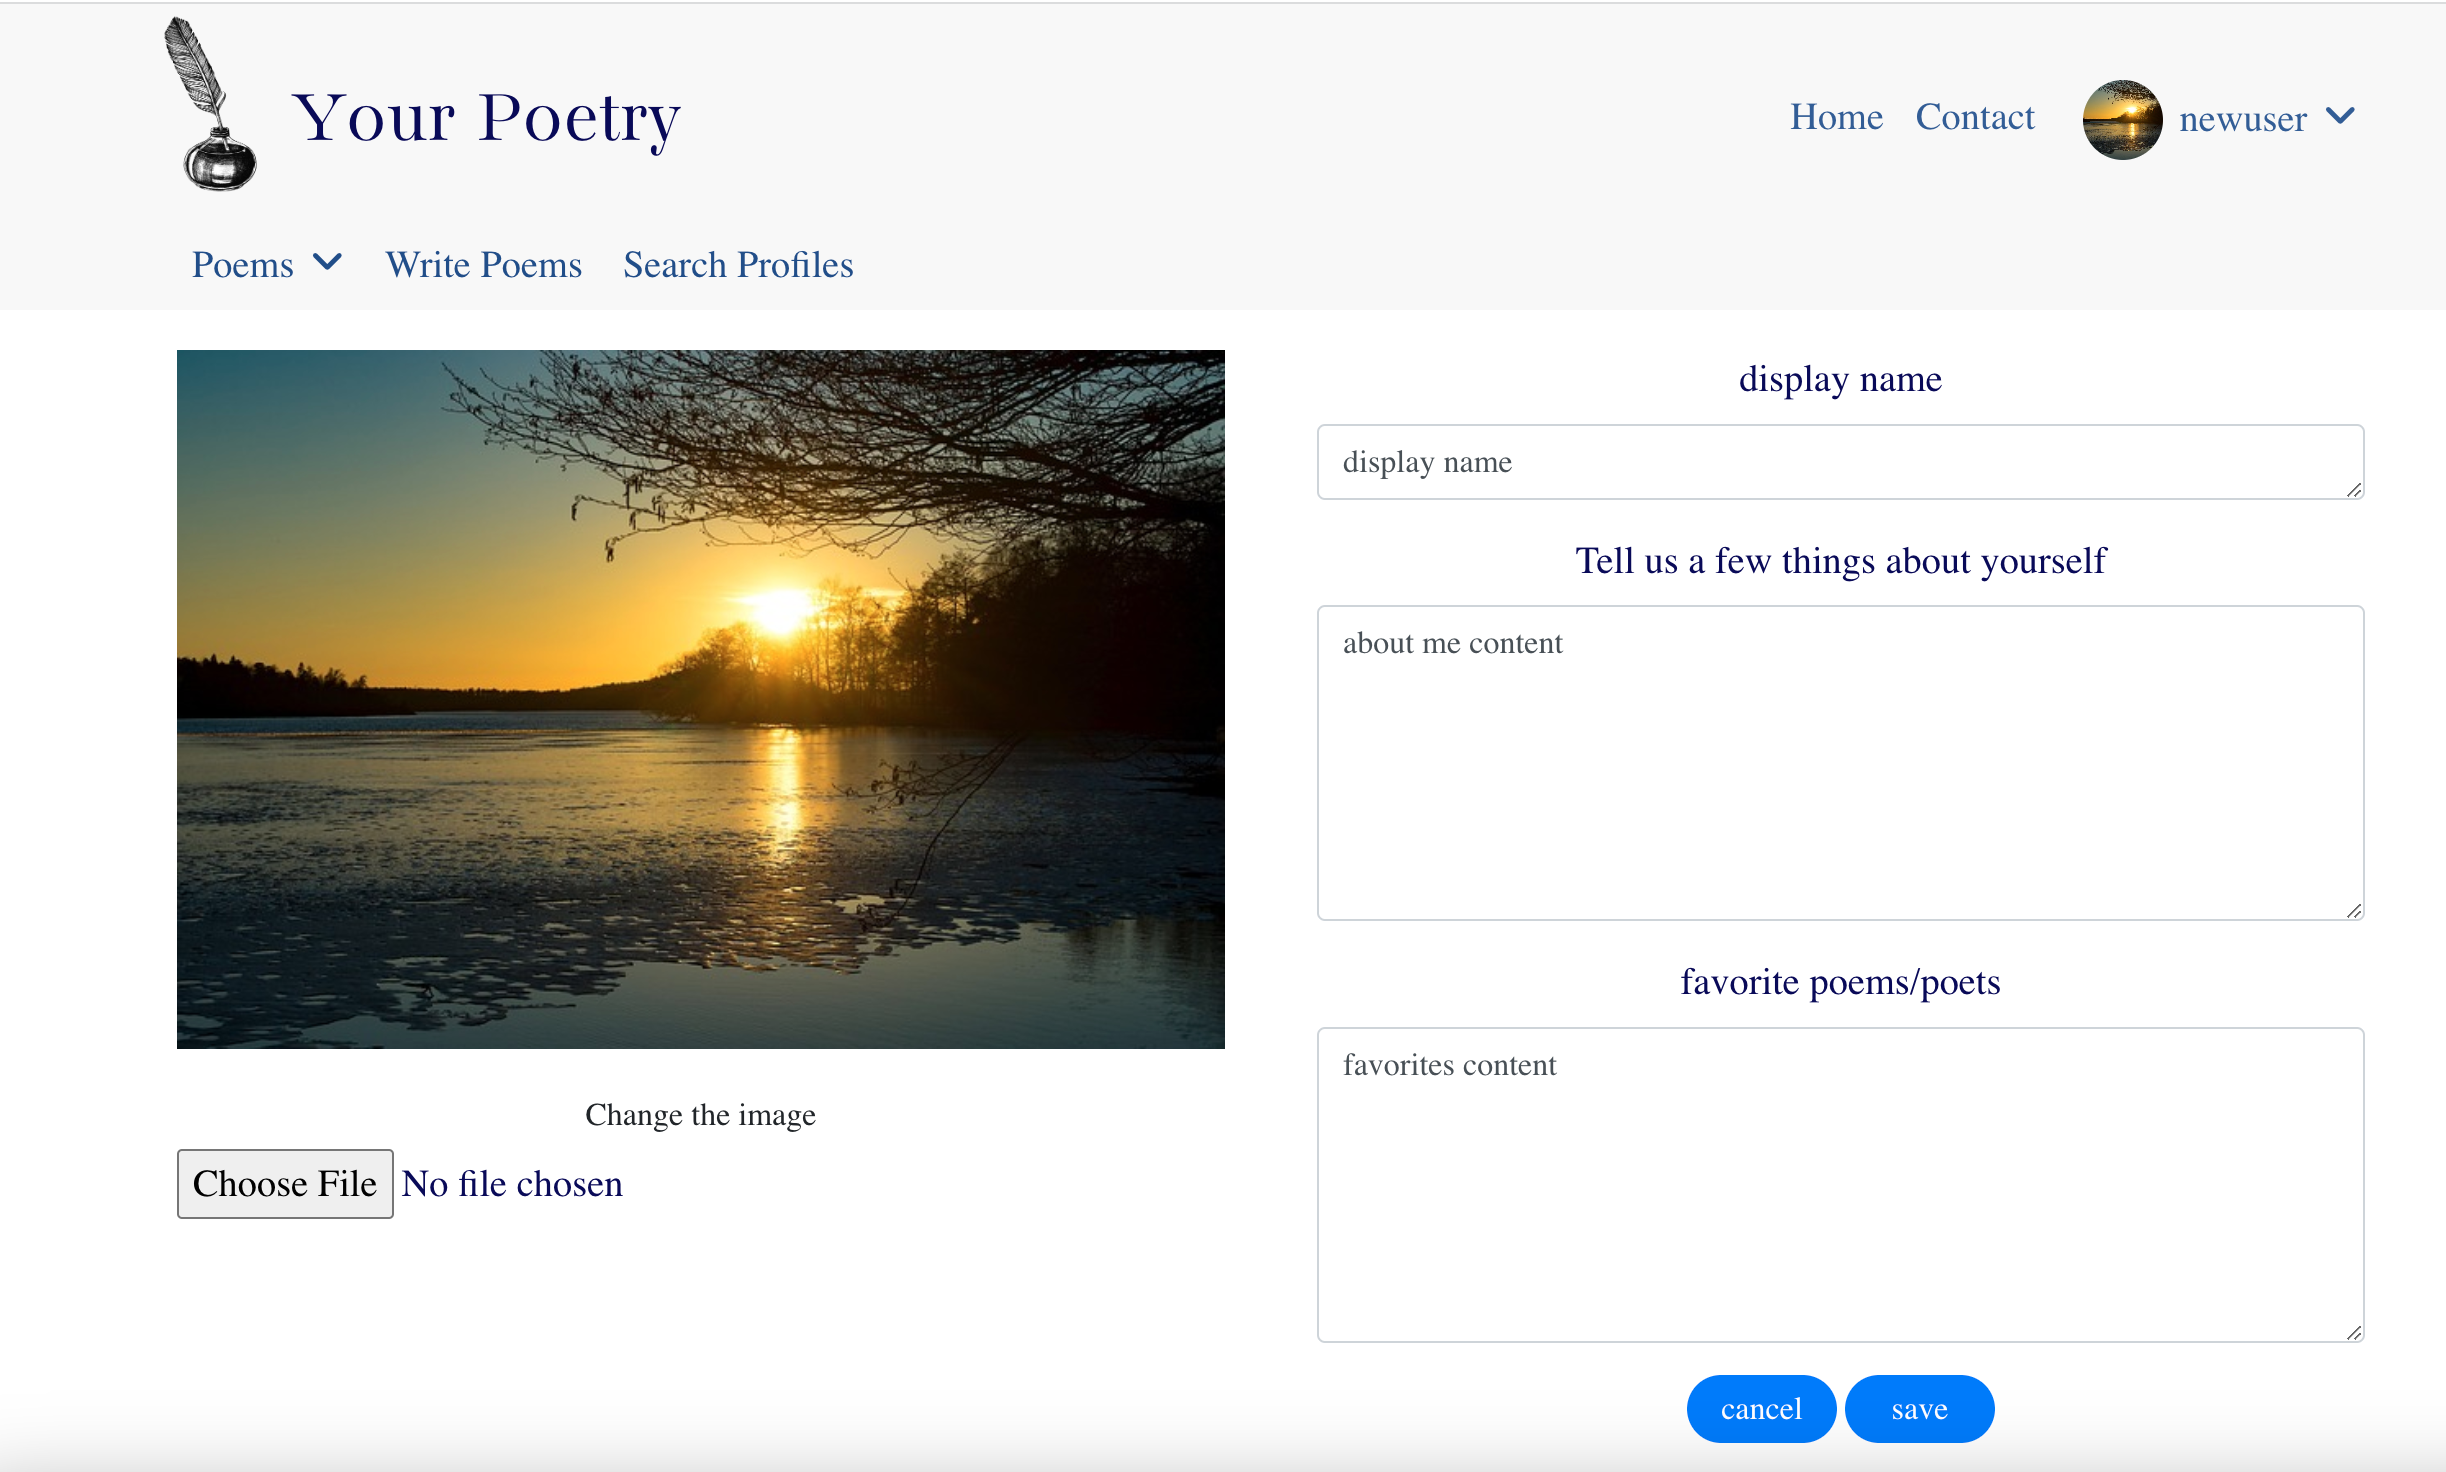 Your Poetry
Home Contact newuser
Poems Write Poems Search Profiles
display name
display name
Tell us a few things about yourself
about me content
favorite poems/poets
favorites content
Change the image
Choose File No file chosen
cancel save